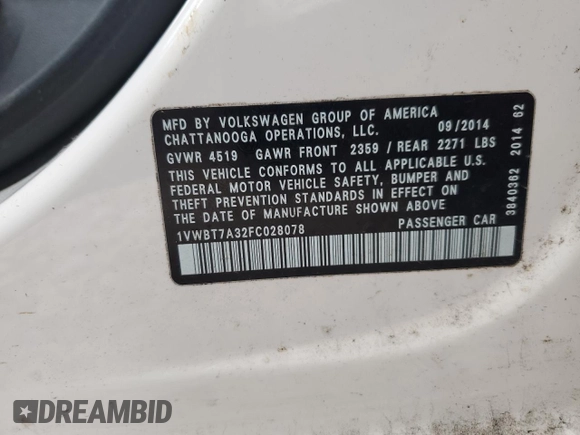 MFD BY VOLKSWAGEN GROUP OF AMERICA
CHATTANOOGA OPERATIONS, LLC. 09/2014
GVWR 4519 GAWR FRONT 2359 / REAR 2271 LBS
THIS VEHICLE CONFORMS TO ALL APPLICABLE U.S.
FEDERAL MOTOR VEHICLE SAFETY, BUMPER AND
THEFT PREVENTION STANDARDS IN EFFECT ON
THE DATE OF MANUFACTURE SHOWN ABOVE
1VWBT7A32FC028078 PASSENGER CAR
3840362 2014 62
DREAMBID